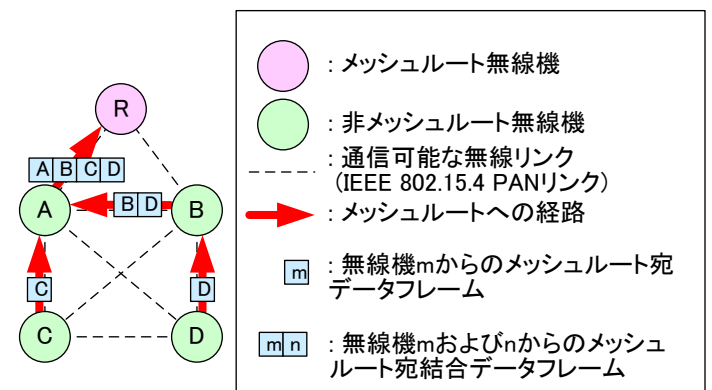 R
A B C D
A
B D
B
C
D
C
D
: メッシュルート無線機
: 非メッシュルート無線機
: 通信可能な無線リンク
(IEEE 802.15.4 PANリンク)
: メッシュルートへの経路
m : 無線機mからのメッシュルート宛
データフレーム
m n : 無線機mおよびnからのメッシュ
ルート宛結合データフレーム